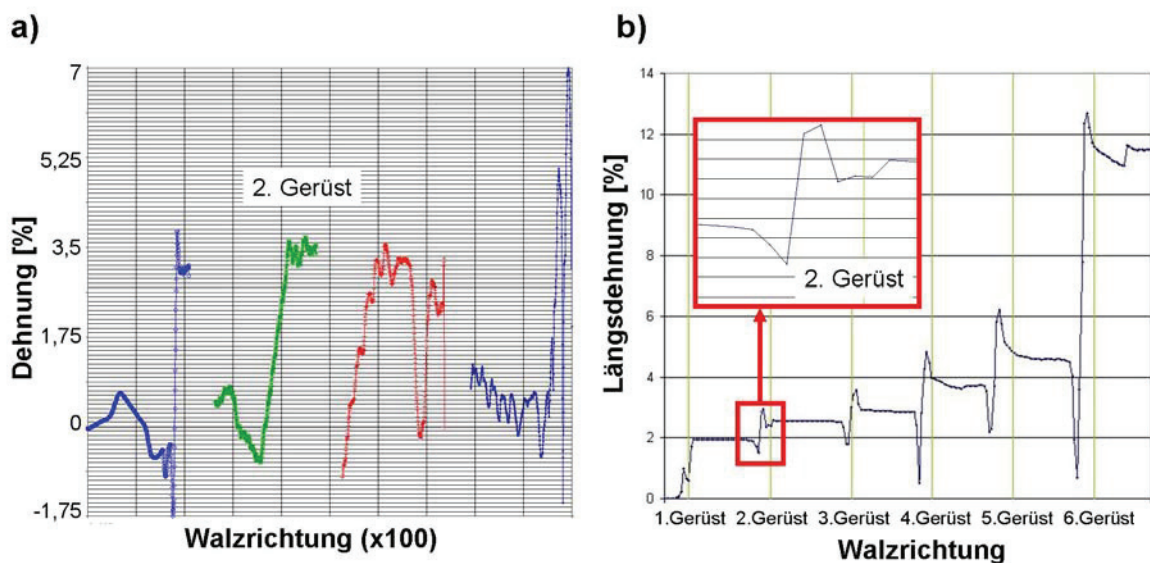 a)
Dehnung [%]
7
5,25
3,5
1,75
0
-1,75
2. Gerüst
Walzrichtung (x100)
b)
Längsdehnung [%]
14
12
10
8
6
4
2
0
2. Gerüst
1.Gerüst 2.Gerüst 3.Gerüst 4.Gerüst 5.Gerüst 6.Gerüst
Walzrichtung